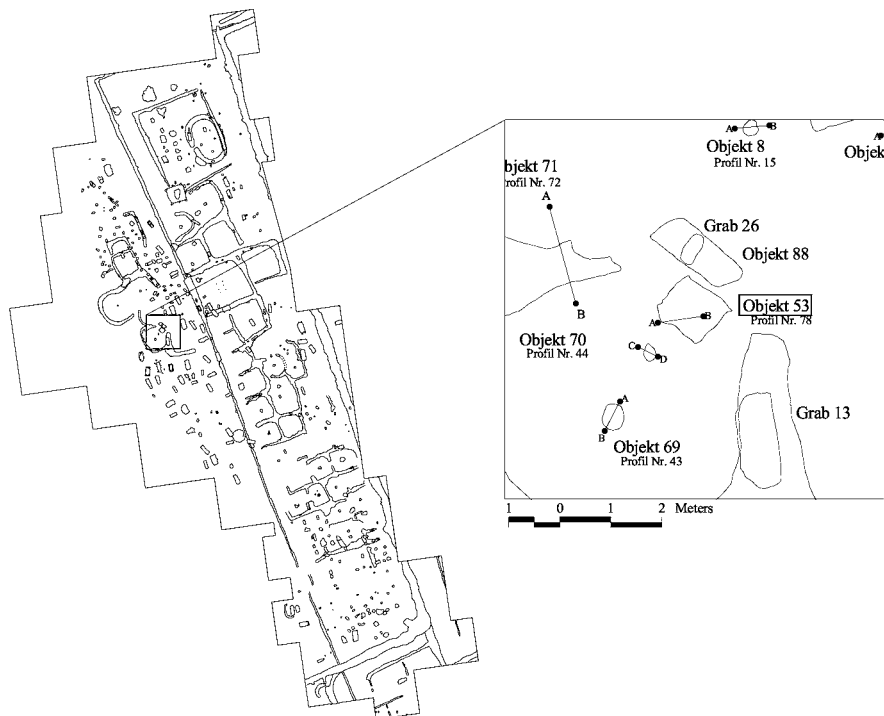 A
B
Objekt 8
Profil Nr. 15
A
Objek
bjekt 71
rofil Nr. 72
A
Grab 26
Objekt 88
B
Objekt 53
Profil Nr. 78
A
B
Objekt 70
Profil Nr. 44
C
D
A
B
Grab 13
Objekt 69
Profil Nr. 43
1 0 1 2 Meters